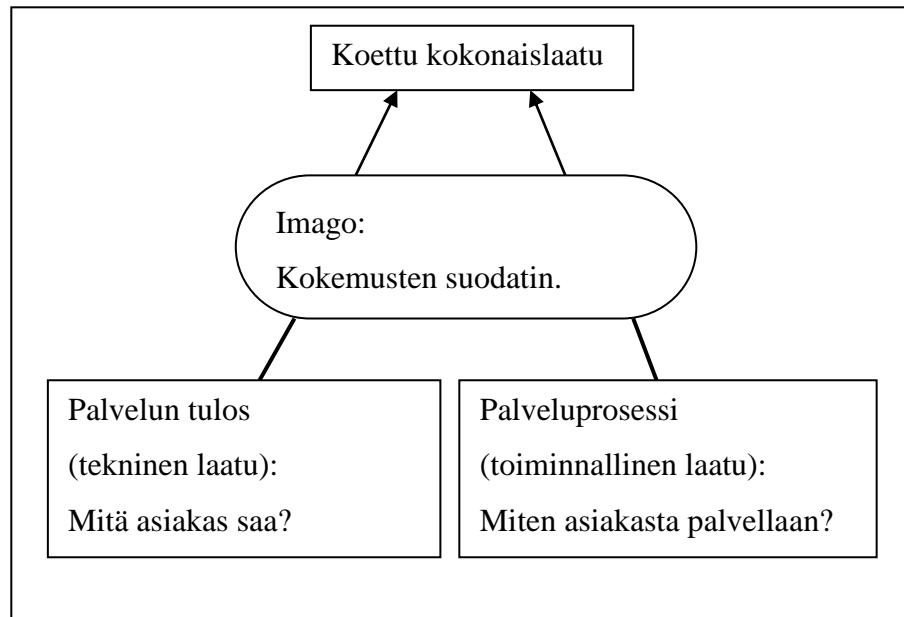 Koettu kokonaislaatu
Imago:
Kokemusten suodatin.
Palvelun tulos
(tekninen laatu):
Mitä asiakas saa?
Palveluprosessi
(toiminnallinen laatu):
Miten asiakasta palvellaan?